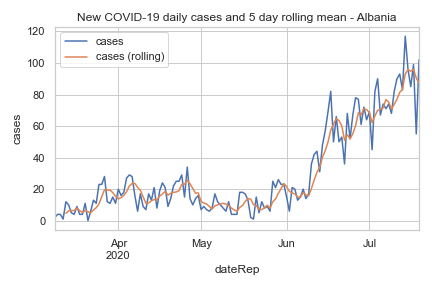 New COVID-19 daily cases and 5 day rolling mean - Albania
cases
cases (rolling)
cases
120
100
80
60
40
20
0
Apr
2020
May
Jun
Jul
dateRep